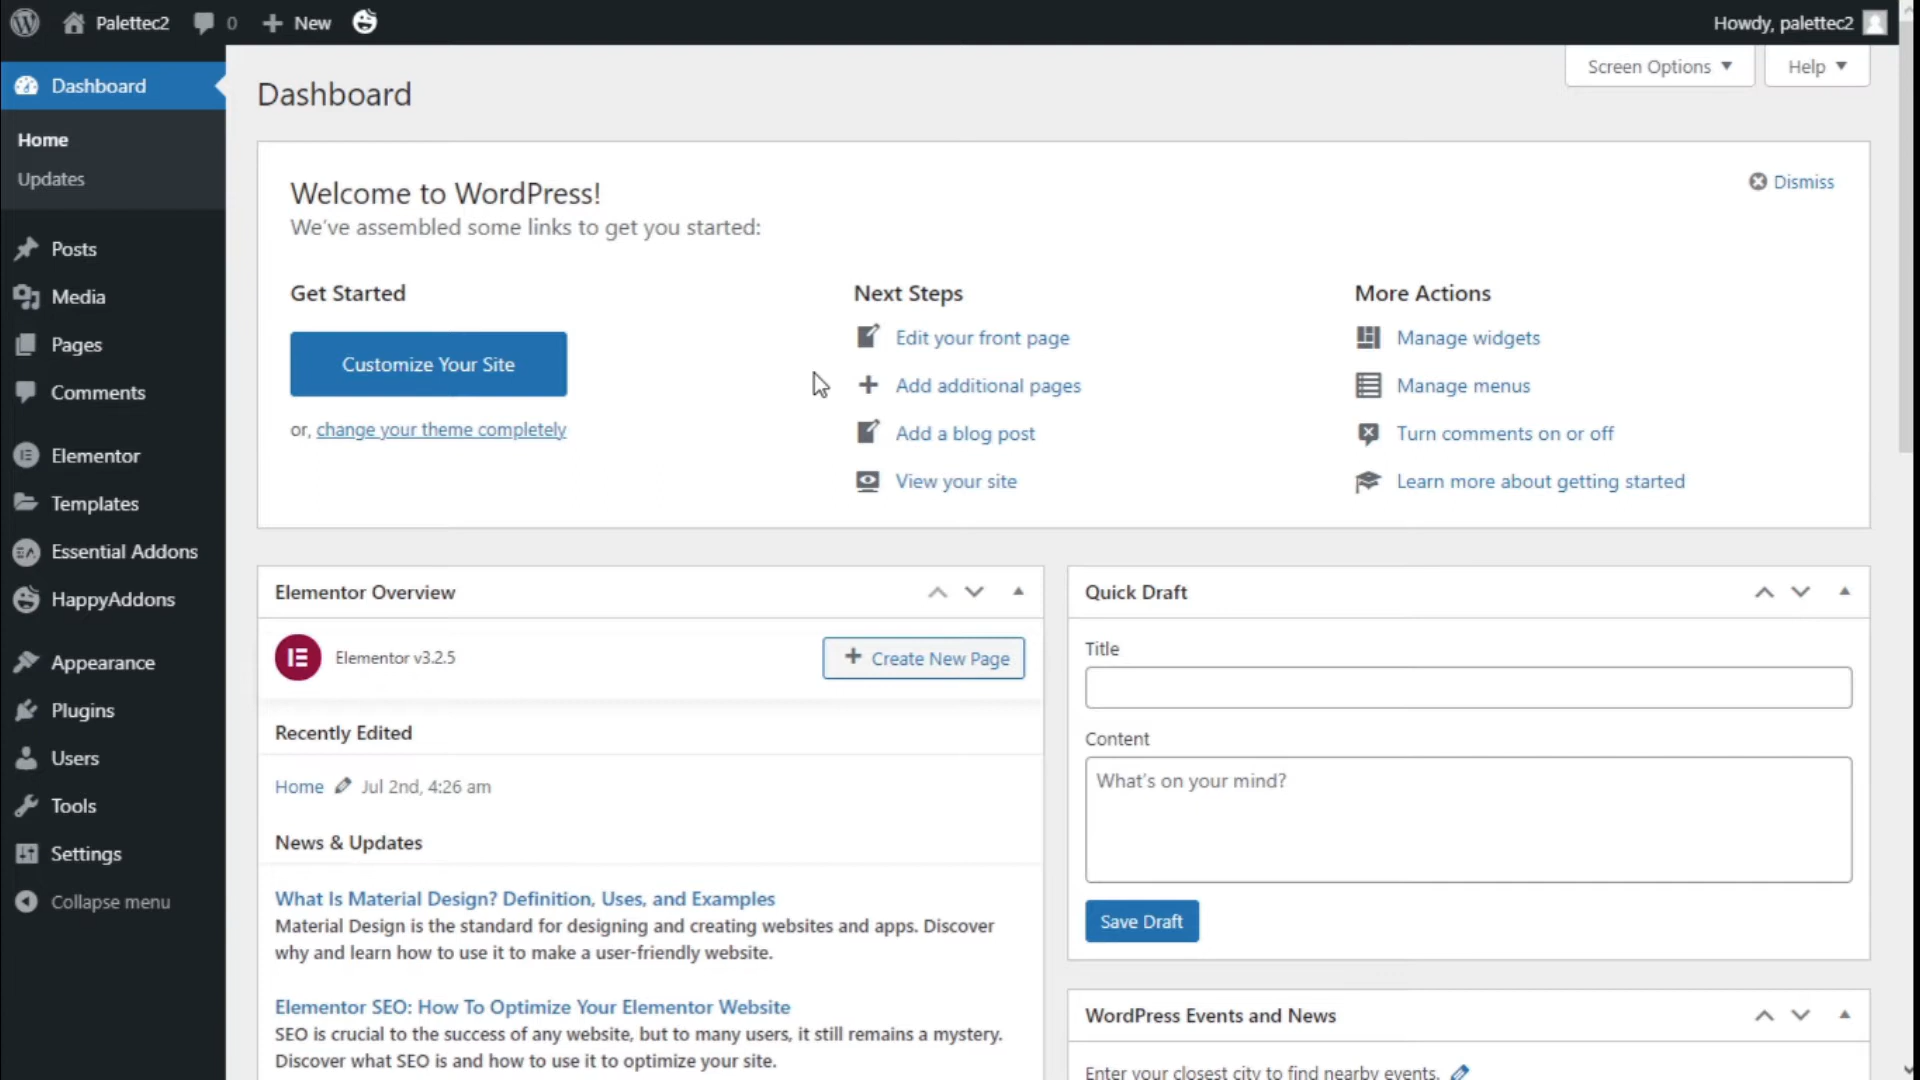 Palettec2
0
New
Howdy, palettec2
Dashboard
Home
Updates
Posts
Media
Pages
Comments
Elementor
Templates
Essential Addons
HappyAddons
Appearance
Plugins
Users
Tools
Settings
Collapse menu
Screen Options
Help
Dashboard
Welcome to WordPress!
We've assembled some links to get you started:
Dismiss
Get Started
Customize Your Site
or, change your theme completely
Next Steps
Edit your front page
Add additional pages
Add a blog post
View your site
More Actions
Manage widgets
Manage menus
Turn comments on or off
Learn more about getting started
Elementor Overview
Elementor v3.2.5
+ Create New Page
Recently Edited
Home Jul 2nd, 4:26 am
News & Updates
What Is Material Design? Definition, Uses, and Examples
Material Design is the standard for designing and creating websites and apps. Discover
why and learn how to use it to make a user-friendly website.
Elementor SEO: How To Optimize Your Elementor Website
SEO is crucial to the success of any website, but to many users, it still remains a mystery.
Discover what SEO is and how to use it to optimize your site.
Quick Draft
Title
Content
What's on your mind?
Save Draft
WordPress Events and News
Enter your closest city to find nearby events.